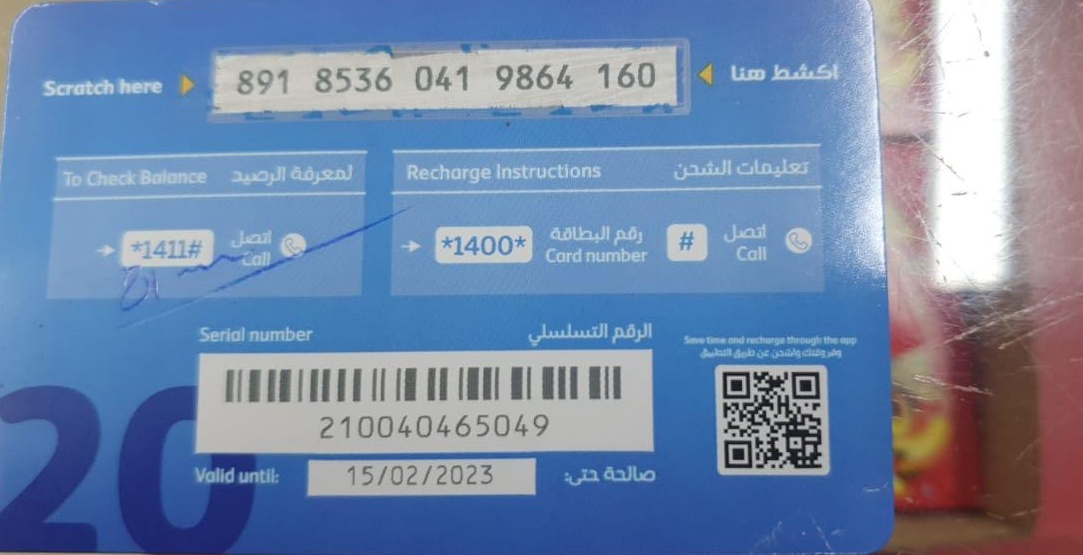 Scratch here 891 8536 041 9864 160 اكشط هنا
To Check Balance لمعرفة الرصيد
*1411# اتصل
Call
Recharge Instructions تعليمات الشحن
*1400* رقم البطاقة # اتصل
Card number Call
Serial number الرقم التسلسلي
210040465049
Valid until: 15/02/2023 صالحة حتى:
Save time and recharge through the app
وفر وقتك واشحن عن طريق التطبيق
20